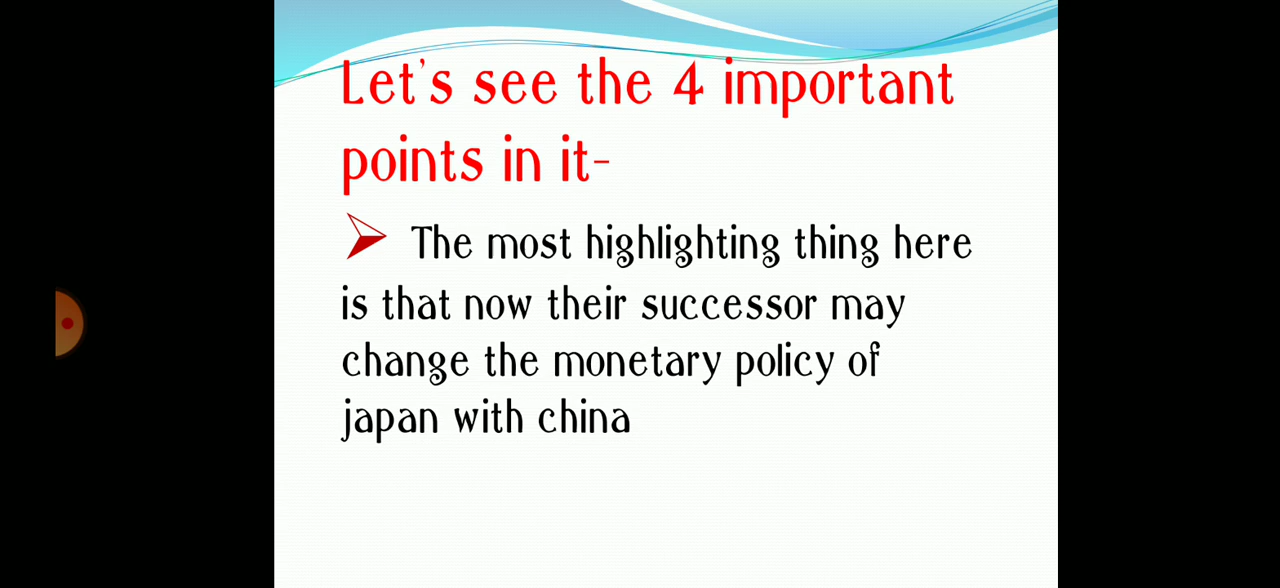 Let's see the 4 important
points in it-
The most highlighting thing here
is that now their successor may
change the monetary policy of
japan with china